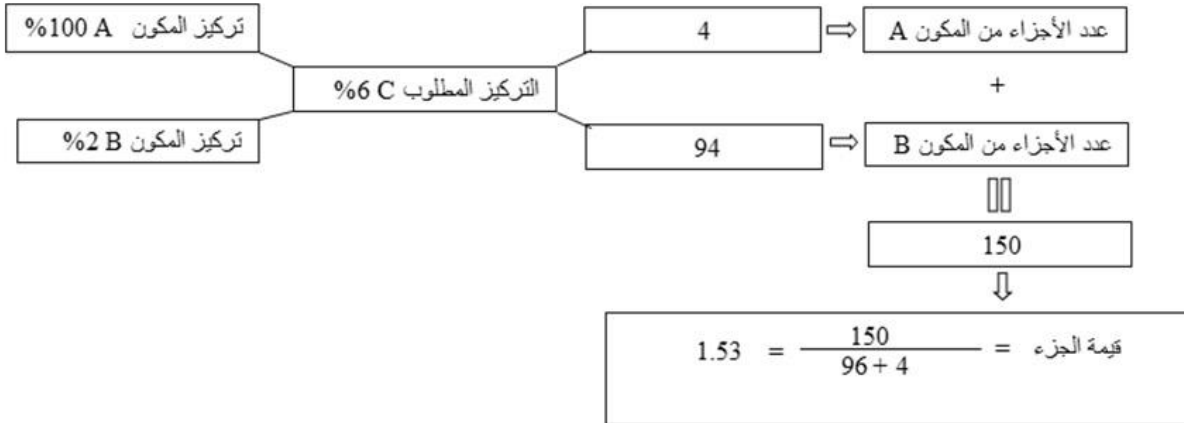 تركيز المكون %100 A
التركيز المطلوب %6 C
تركيز المكون %2 B
4
عدد الأجزاء من المكون A
+
94
عدد الأجزاء من المكون B
150
قيمة الجزء = 150 / 96 + 4 = 1.53